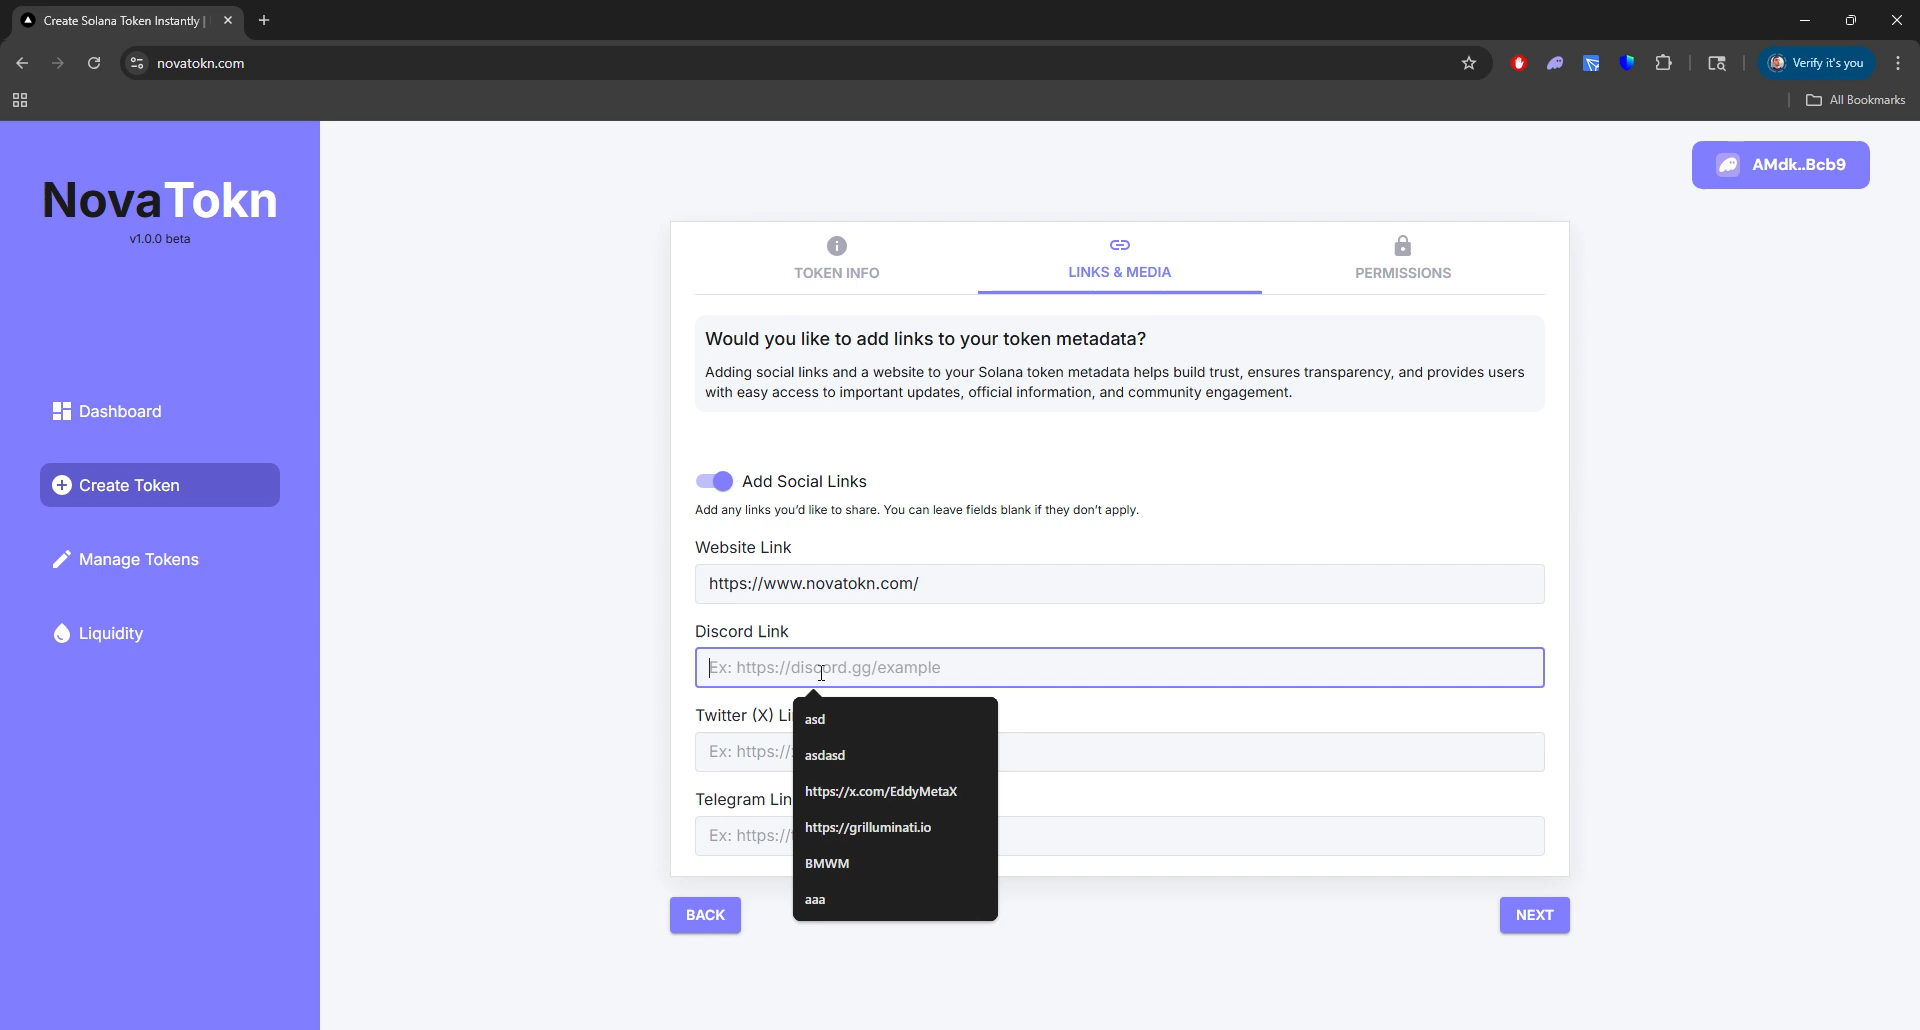 Create Solana Token Instantly |
novatokn.com
Verify it's you
All Bookmarks
NovaTokn
v1.0.0 beta
Dashboard
Create Token
Manage Tokens
Liquidity
AMdk..Bcb9
TOKEN INFO
LINKS & MEDIA
PERMISSIONS
Would you like to add links to your token metadata?
Adding social links and a website to your Solana token metadata helps build trust, ensures transparency, and provides users
with easy access to important updates, official information, and community engagement.
Add Social Links
Add any links you'd like to share. You can leave fields blank if they don't apply.
Website Link
https://www.novatokn.com/
Discord Link
Ex: https://discord.gg/example
Twitter (X) Li
Ex: https://
Telegram Lin
Ex: https://
asd
asdasd
https://x.com/EddyMetaX
https://grilluminati.io
BMWM
aaa
BACK
NEXT